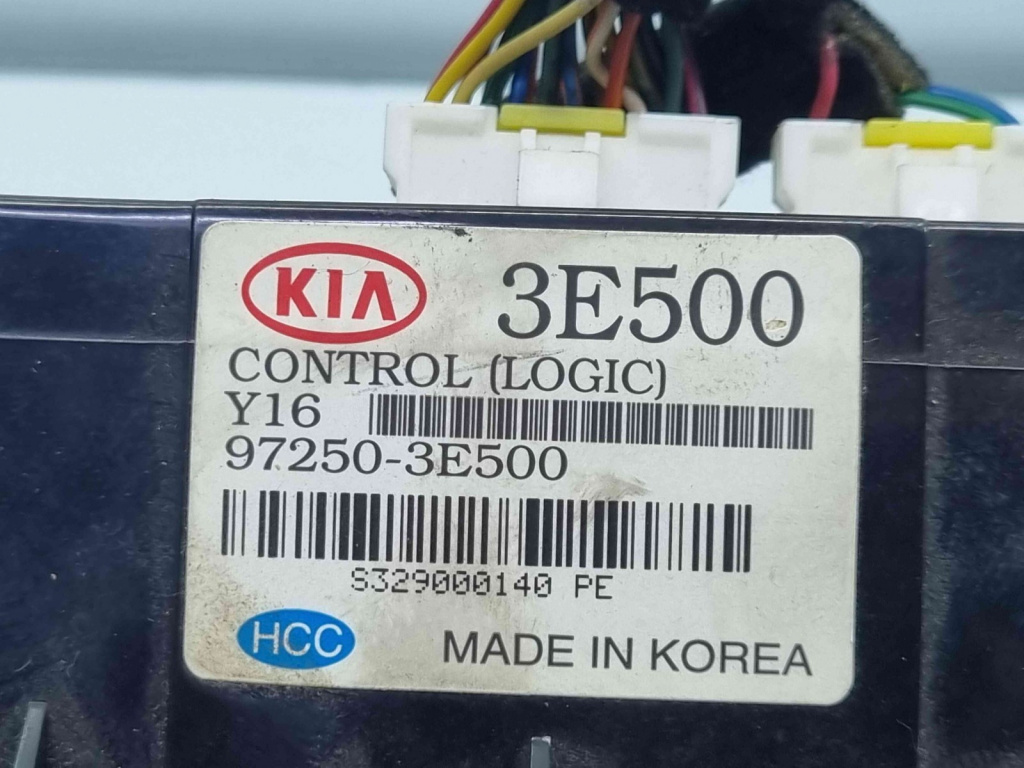 KIA 3E500
CONTROL (LOGIC)
Y16
97250-3E500
S329000140 PE
HCC MADE IN KOREA